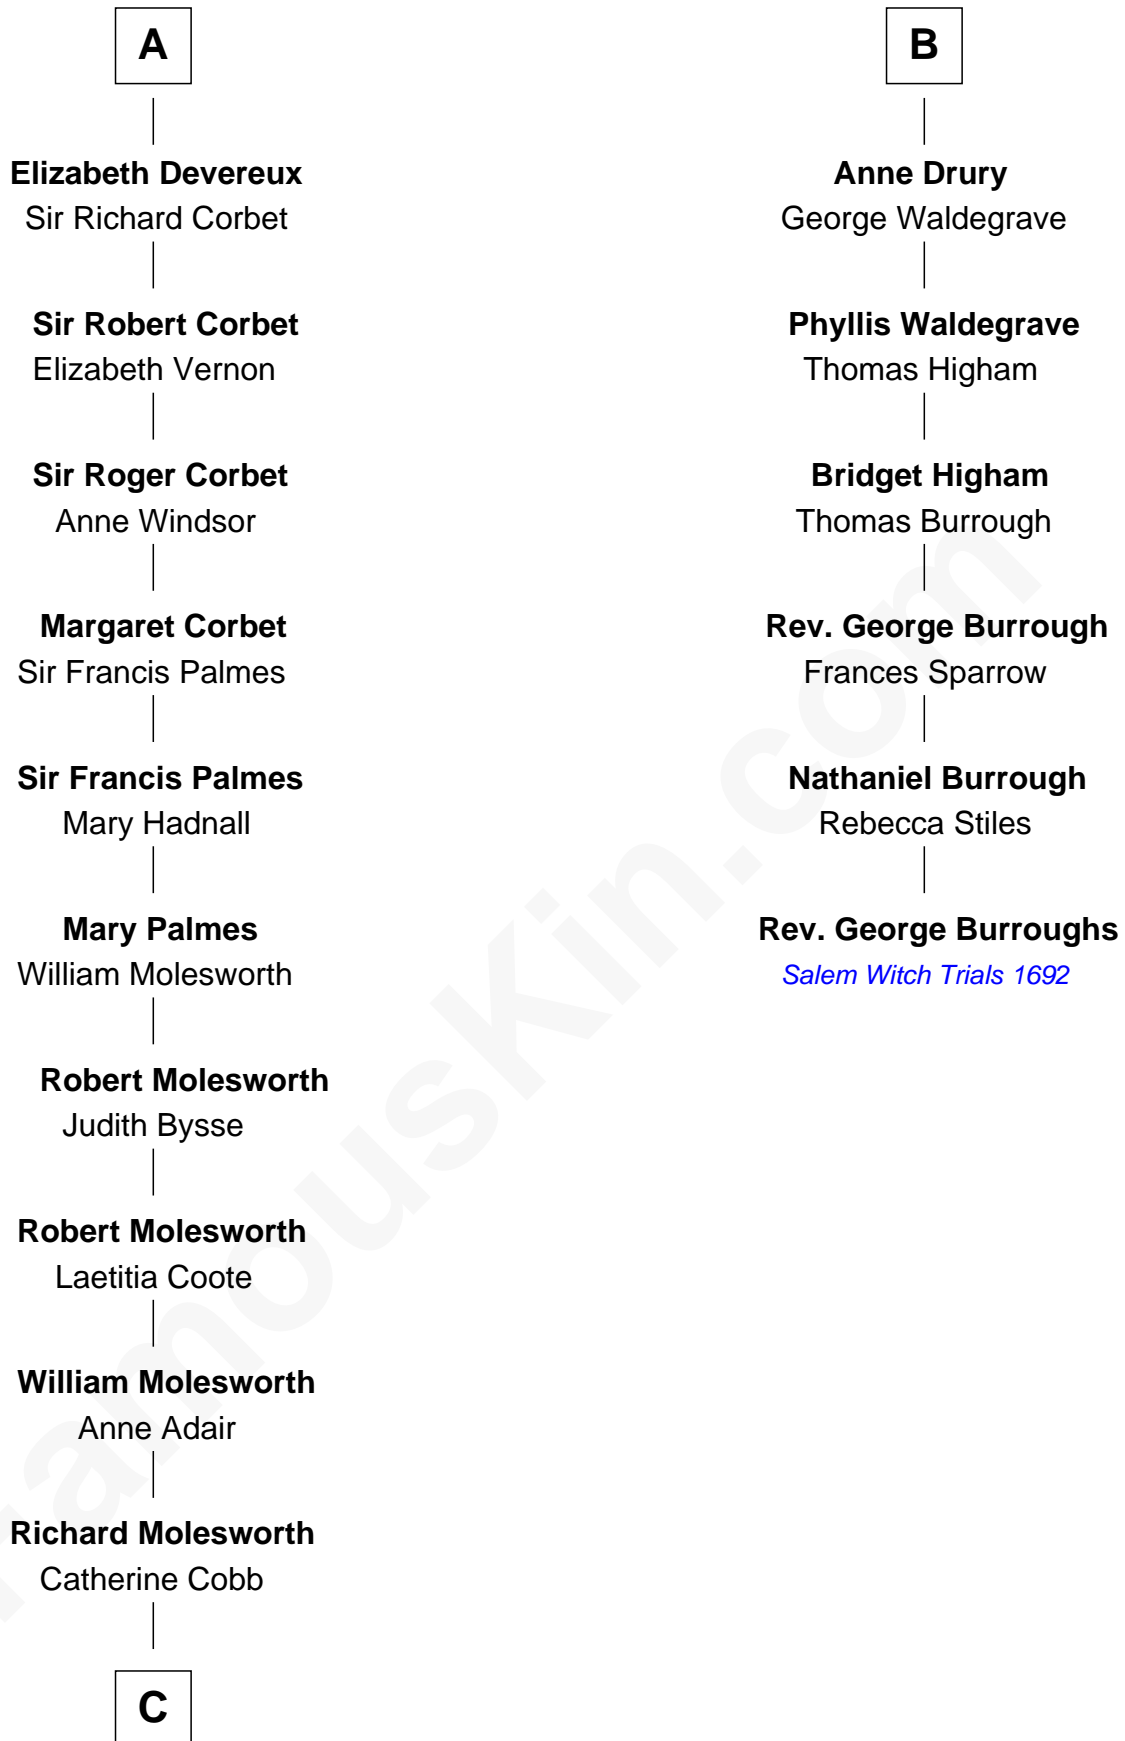 A
Elizabeth Devereux
Sir Richard Corbet
Sir Robert Corbet
Elizabeth Vernon
Sir Roger Corbet
Anne Windsor
Margaret Corbet
Sir Francis Palmes
Sir Francis Palmes
Mary Hadnall
Mary Palmes
William Molesworth
Robert Molesworth
Judith Bysse
Robert Molesworth
Laetitia Coote
William Molesworth
Anne Adair
Richard Molesworth
Catherine Cobb
C
B
Anne Drury
George Waldegrave
Phyllis Waldegrave
Thomas Higham
Bridget Higham
Thomas Burrough
Rev. George Burrough
Frances Sparrow
Nathaniel Burrough
Rebecca Stiles
Rev. George Burroughs
Salem Witch Trials 1692
FamousKin.com